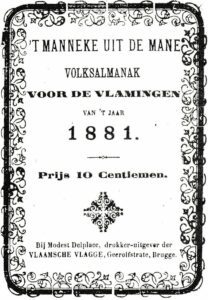 'T MANNEKE UIT DE MANE
VOLKSALMANAK
VOOR DE VLAMINGEN
VAN 'T JAAR
1881.
Prijs 10 Centiemen.
Bij Modest Delplace, drukker-uitgever der
VLAAMSCHE VLAGGE, Geerolfstrate, Brugge.